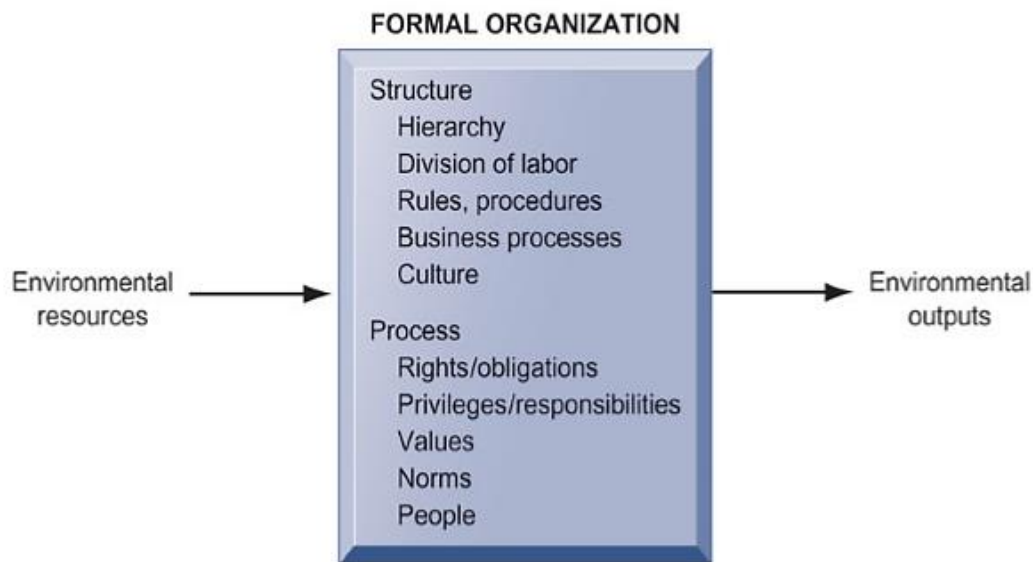 FORMAL ORGANIZATION
Structure
Hierarchy
Division of labor
Rules, procedures
Business processes
Culture
Environmental
resources
Environmental
outputs
Process
Rights/obligations
Privileges/responsibilities
Values
Norms
People